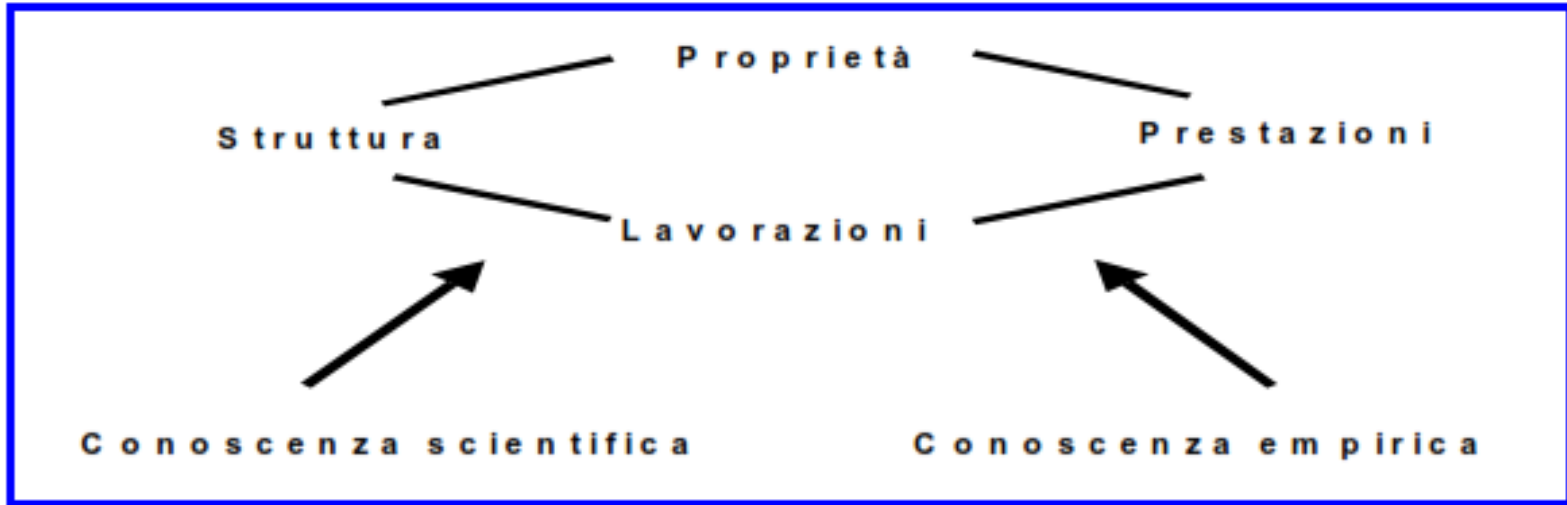 Proprietà
Struttura
Prestazioni
Lavorazioni
Conoscenza scientifica
Conoscenza empirica